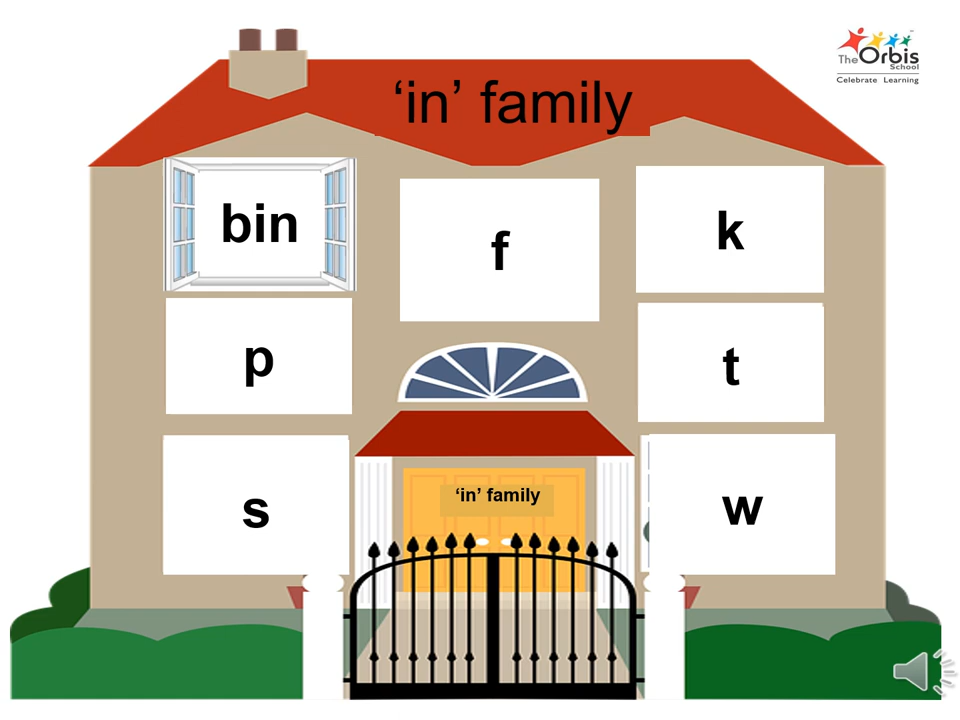 The Orbis
School
Celebrate Learning
‘in’ family
bin
f
k
p
t
s
w
‘in’ family